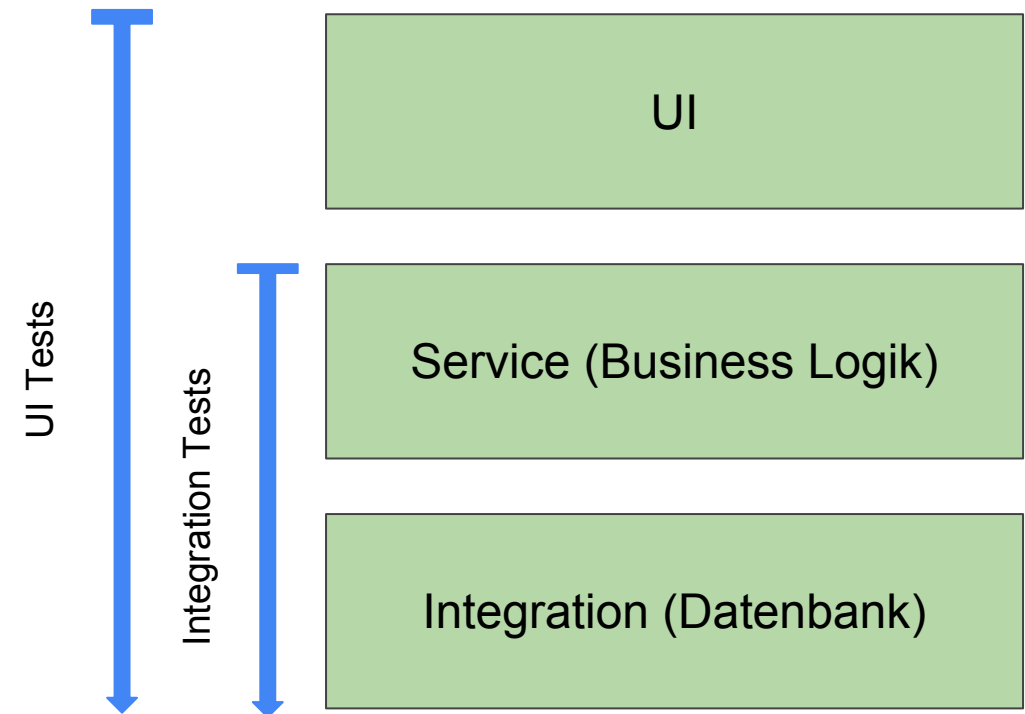 UI
UI Tests
Integration Tests
Service (Business Logik)
Integration (Datenbank)